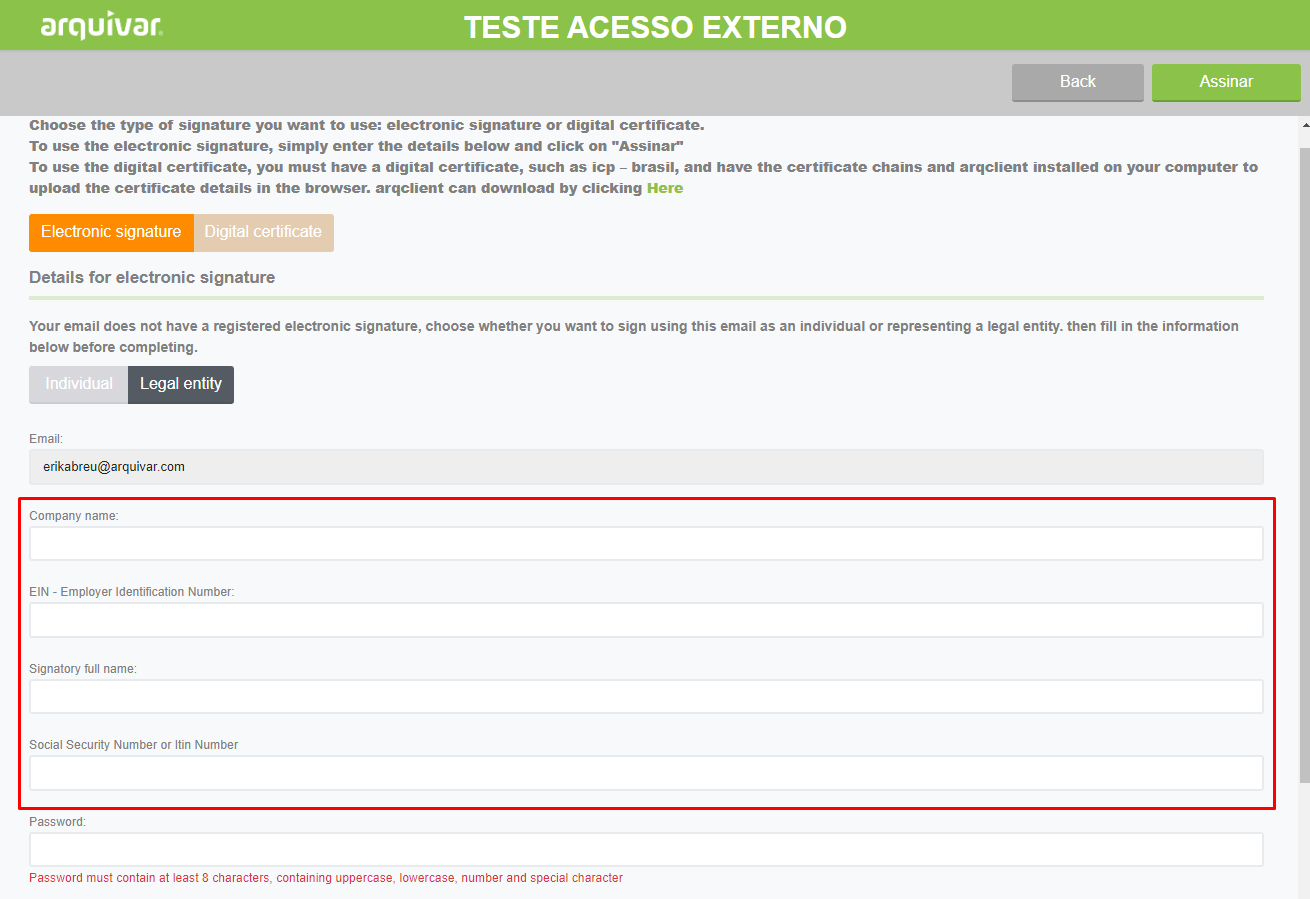 arquivar
TESTE ACESSO EXTERNO
Back
Assinar
Choose the type of signature you want to use: electronic signature or digital certificate.
To use the electronic signature, simply enter the details below and click on "Assinar"
To use the digital certificate, you must have a digital certificate, such as icp – brasil, and have the certificate chains and arqclient installed on your computer to
upload the certificate details in the browser. arqclient can download by clicking Here
Electronic signature
Digital certificate
Details for electronic signature
Your email does not have a registered electronic signature, choose whether you want to sign using this email as an individual or representing a legal entity. then fill in the information
below before completing.
Individual
Legal entity
Email:
erikabreu@arquivar.com
Company name:
EIN - Employer Identification Number:
Signatory full name:
Social Security Number or Itin Number
Password:
Password must contain at least 8 characters, containing uppercase, lowercase, number and special character